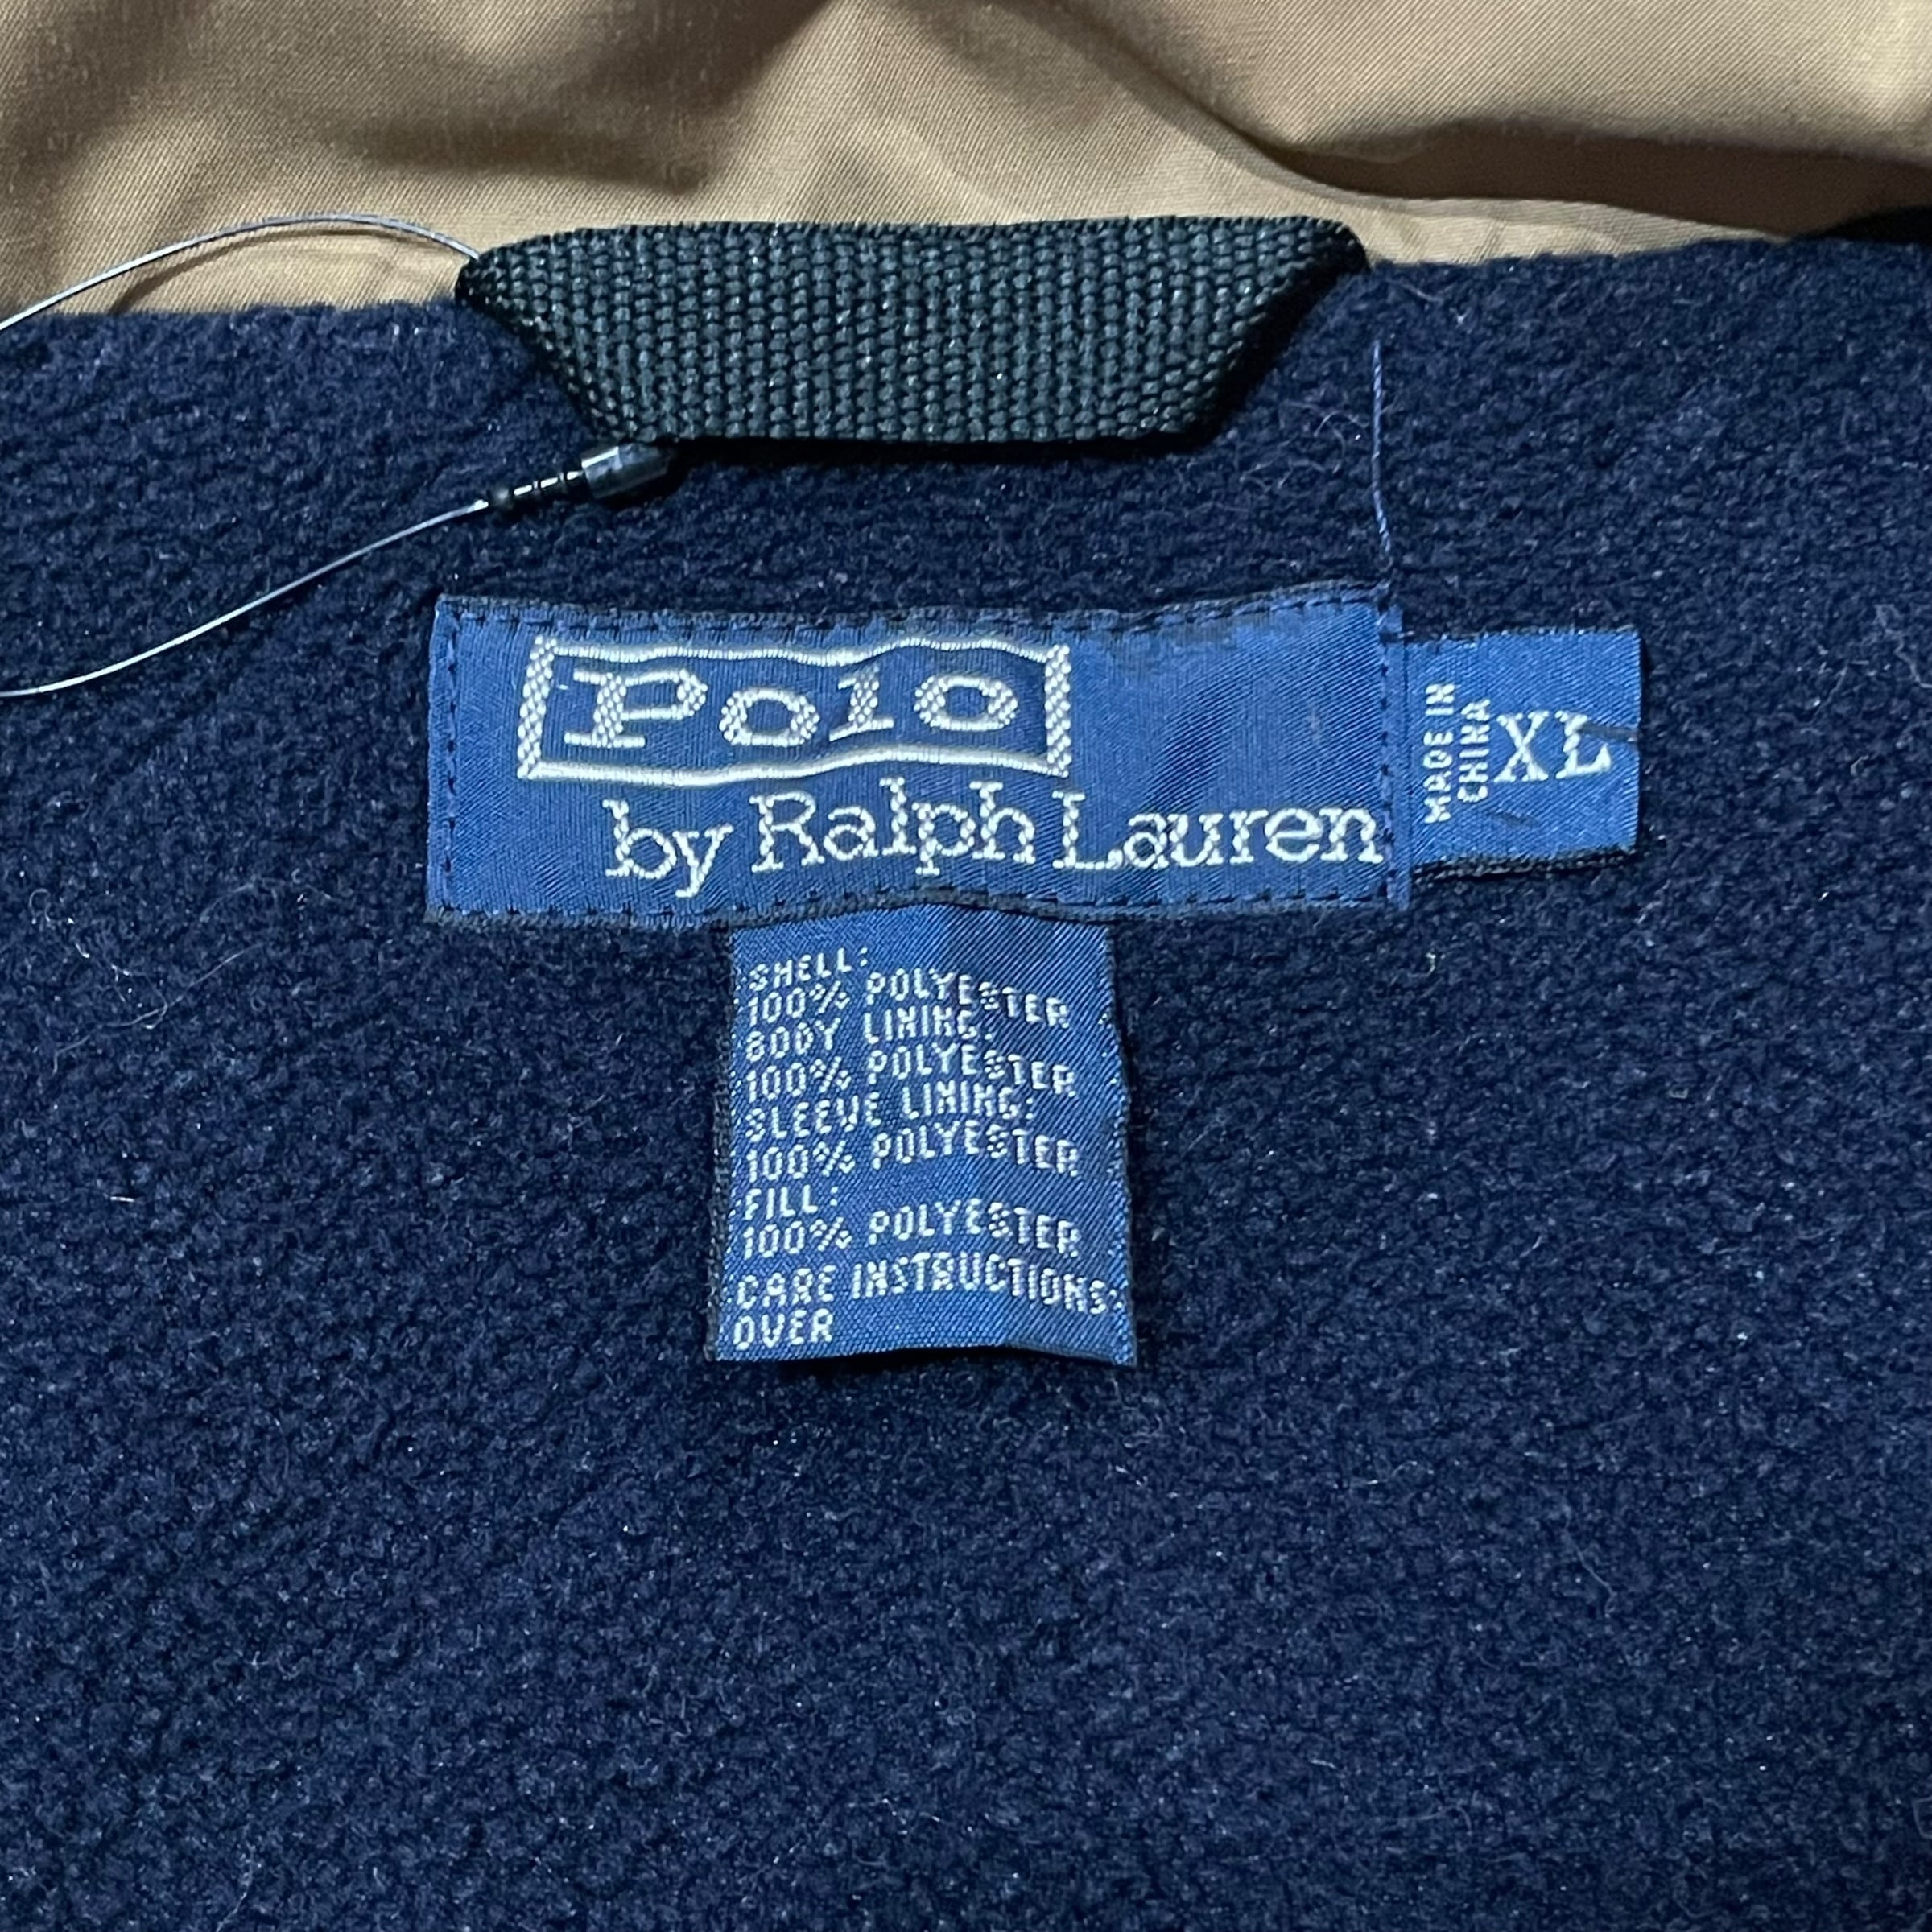 Polo
by Ralph Lauren
MADE IN
CHINA
XL
SHELL:
100% POLYESTER
BODY LINING:
100% POLYESTER
SLEEVE LINING:
100% POLYESTER
FILL:
100% POLYESTER
CARE INSTRUCTIONS
OVER